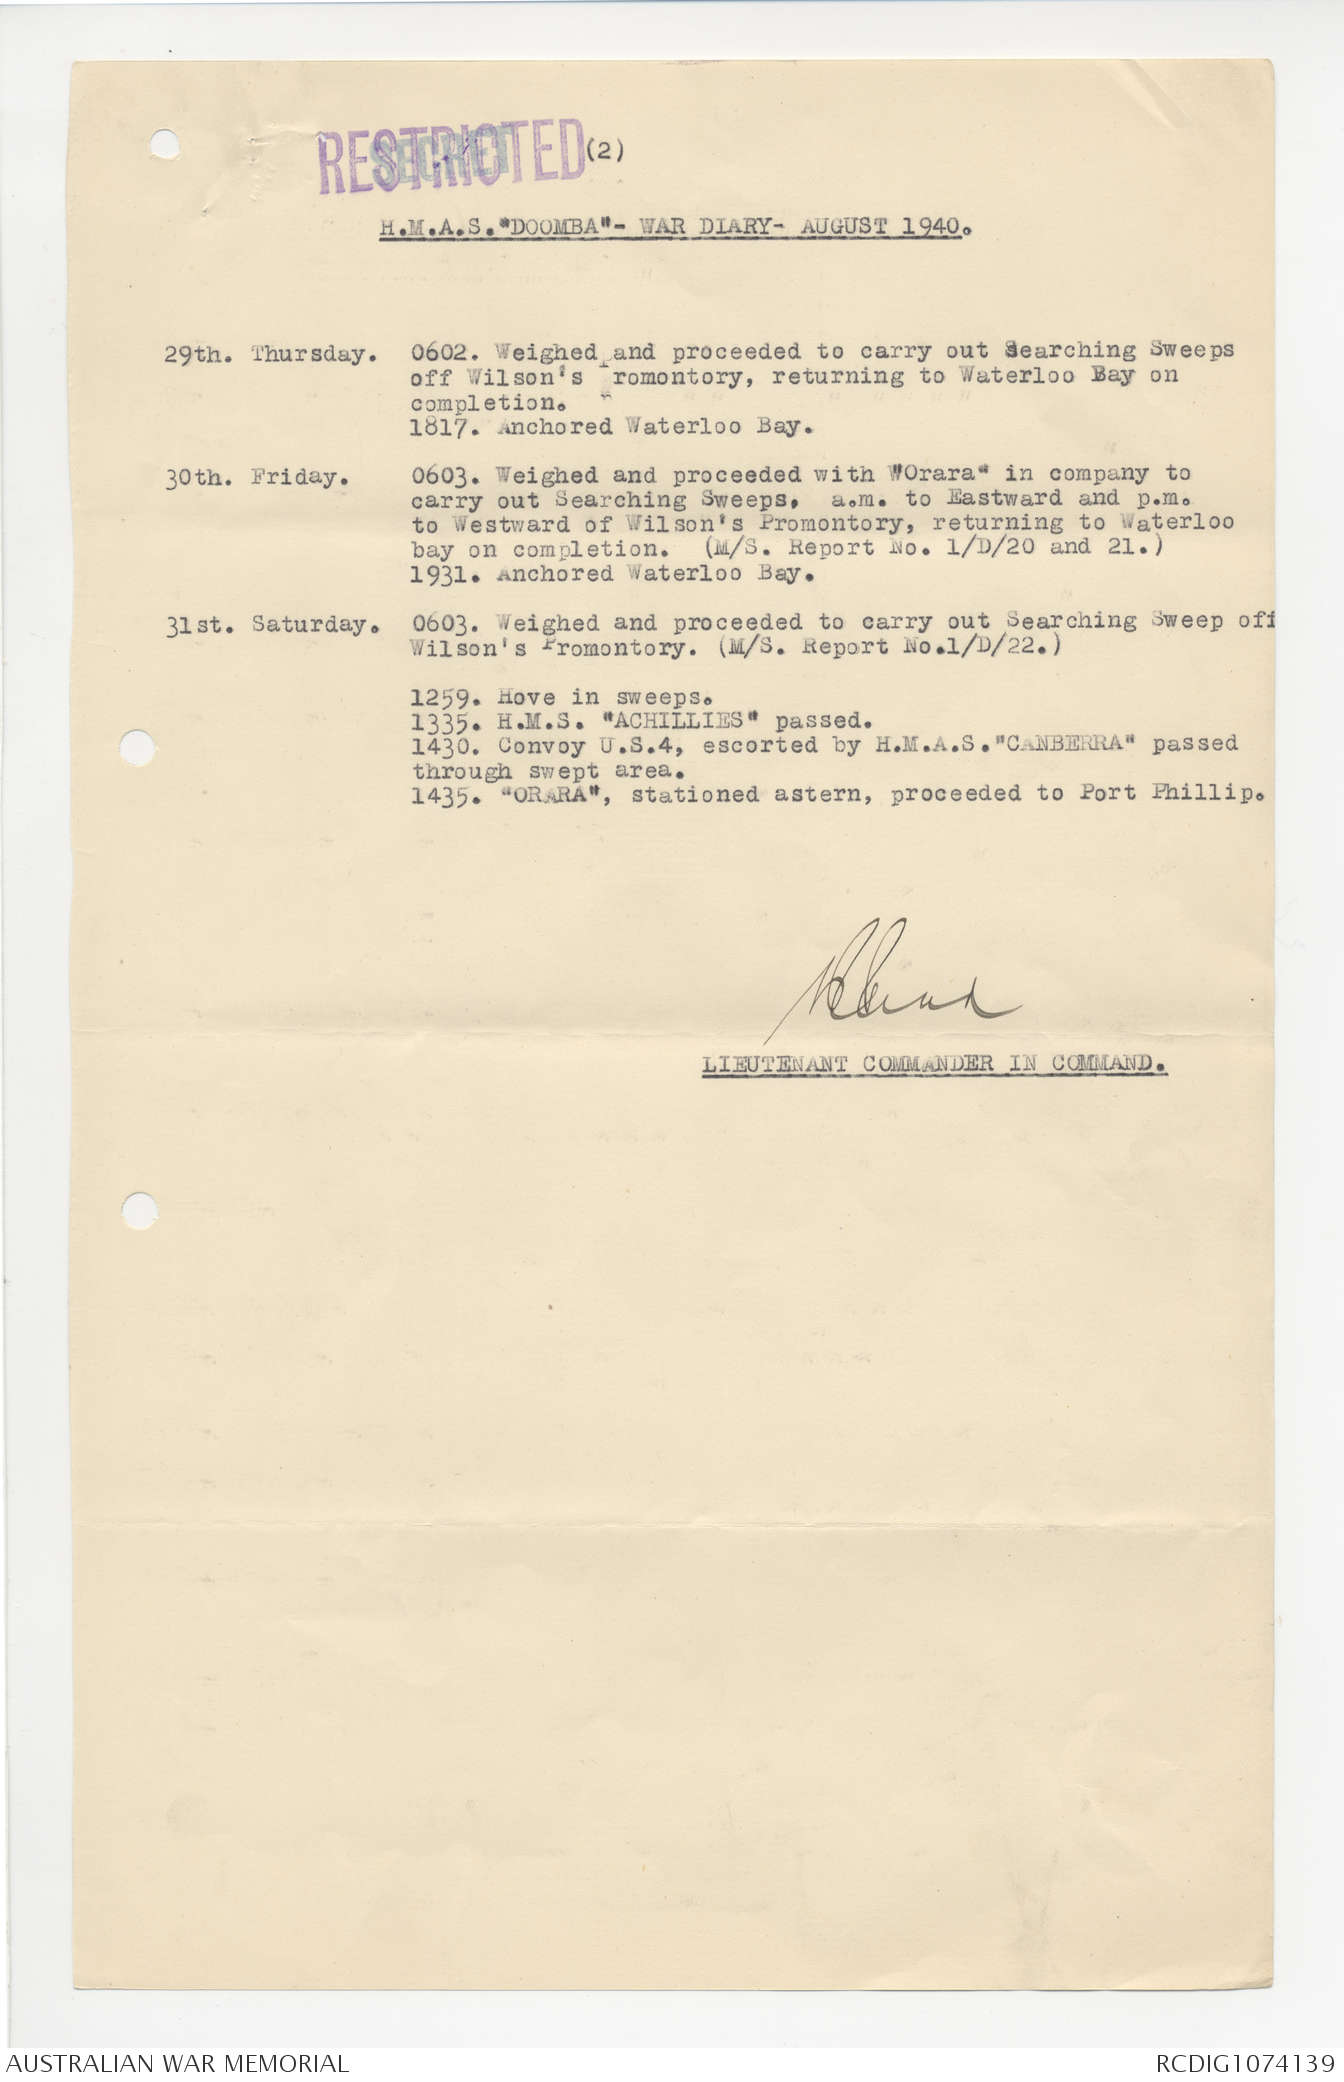 RESTRICTED (2)
SECRET
H.M.A.S."DOOMBA"- WAR DIARY- AUGUST 1940.
29th. Thursday. 0602. Weighed and proceeded to carry out Searching Sweeps
off Wilson's Promontory, returning to Waterloo Bay on
completion.
1817. Anchored Waterloo Bay.
30th. Friday. 0603. Weighed and proceeded with "Orara" in company to
carry out Searching Sweeps, a.m. to Eastward and p.m.
to Westward of Wilson's Promontory, returning to Waterloo
bay on completion. (M/S. Report No. 1/D/20 and 21.)
1931. Anchored Waterloo Bay.
31st. Saturday. 0603. Weighed and proceeded to carry out Searching Sweep off
Wilson's Promontory. (M/S. Report No.1/D/22.)
1259. Hove in sweeps.
1335. H.M.S. "ACHILLIES" passed.
1430. Convoy U.S.4, escorted by H.M.A.S."CANBERRA" passed
through swept area.
1435. "ORARA", stationed astern, proceeded to Port Phillip.
LIEUTENANT COMMANDER IN COMMAND.
AUSTRALIAN WAR MEMORIAL
RCDIG1074139